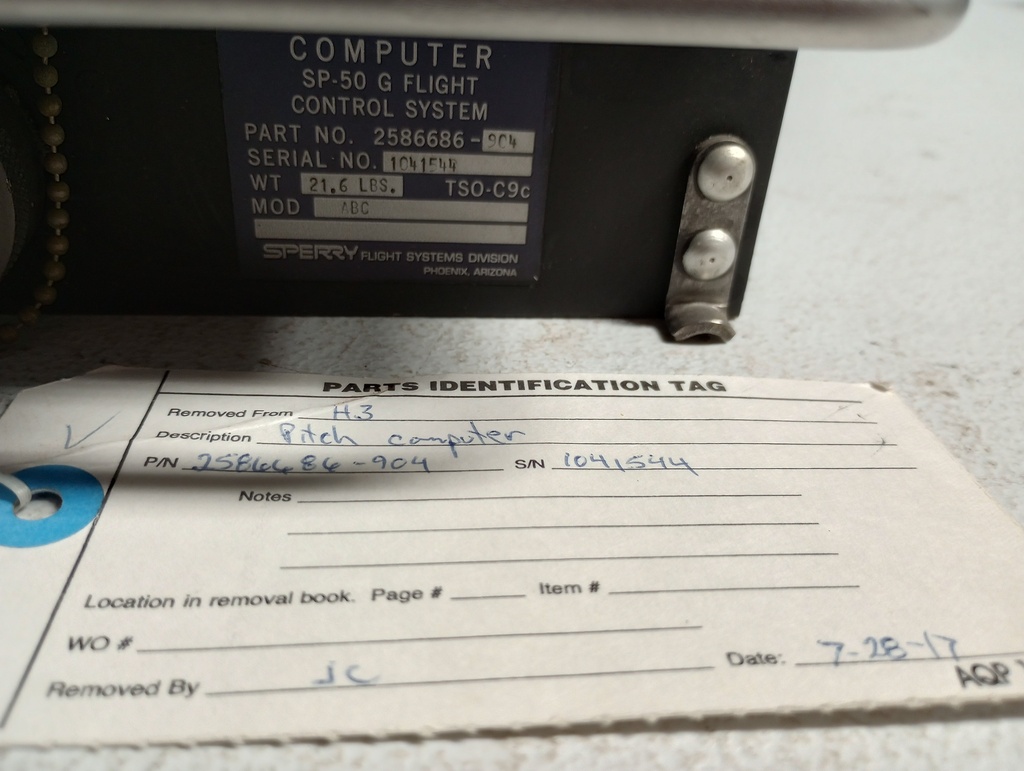 COMPUTER
SP-50 G FLIGHT
CONTROL SYSTEM
PART NO. 2586686-904
SERIAL NO. 1041544
WT 21.6 LBS. TSO-C9c
MOD ABC
SPERRY FLIGHT SYSTEMS DIVISION
PHOENIX, ARIZONA
PARTS IDENTIFICATION TAG
Removed From H.3
Description Pitch computer
P/N 2586686-904 S/N 1041544
Notes
Location in removal book. Page # Item #
WO #
Removed By JC Date: 7-28-17
AQP